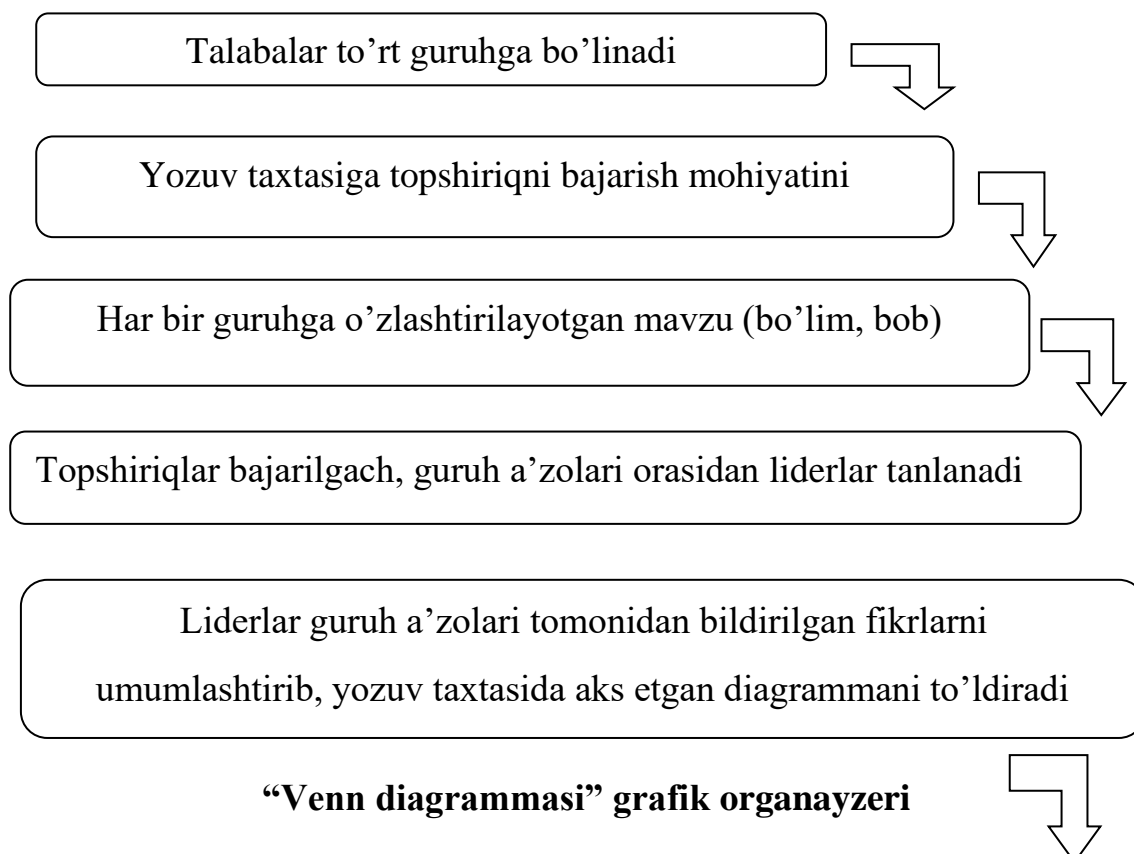 Talabalar to’rt guruhga bo’linadi
Yozuv taxtasiga topshiriqni bajarish mohiyatini
Har bir guruhga o’zlashtirilayotgan mavzu (bo’lim, bob)
Topshiriqlar bajarilgach, guruh a’zolari orasidan liderlar tanlanadi
Liderlar guruh a’zolari tomonidan bildirilgan fikrlarni
umumlashtirib, yozuv taxtasida aks etgan diagrammani to’ldiradi
“Venn diagrammasi” grafik organayzeri